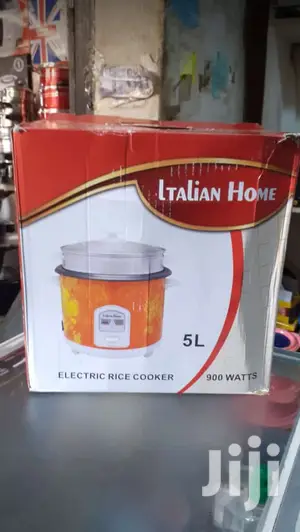 Italian Home
5L
ELECTRIC RICE COOKER 900 WATTS
Jiji